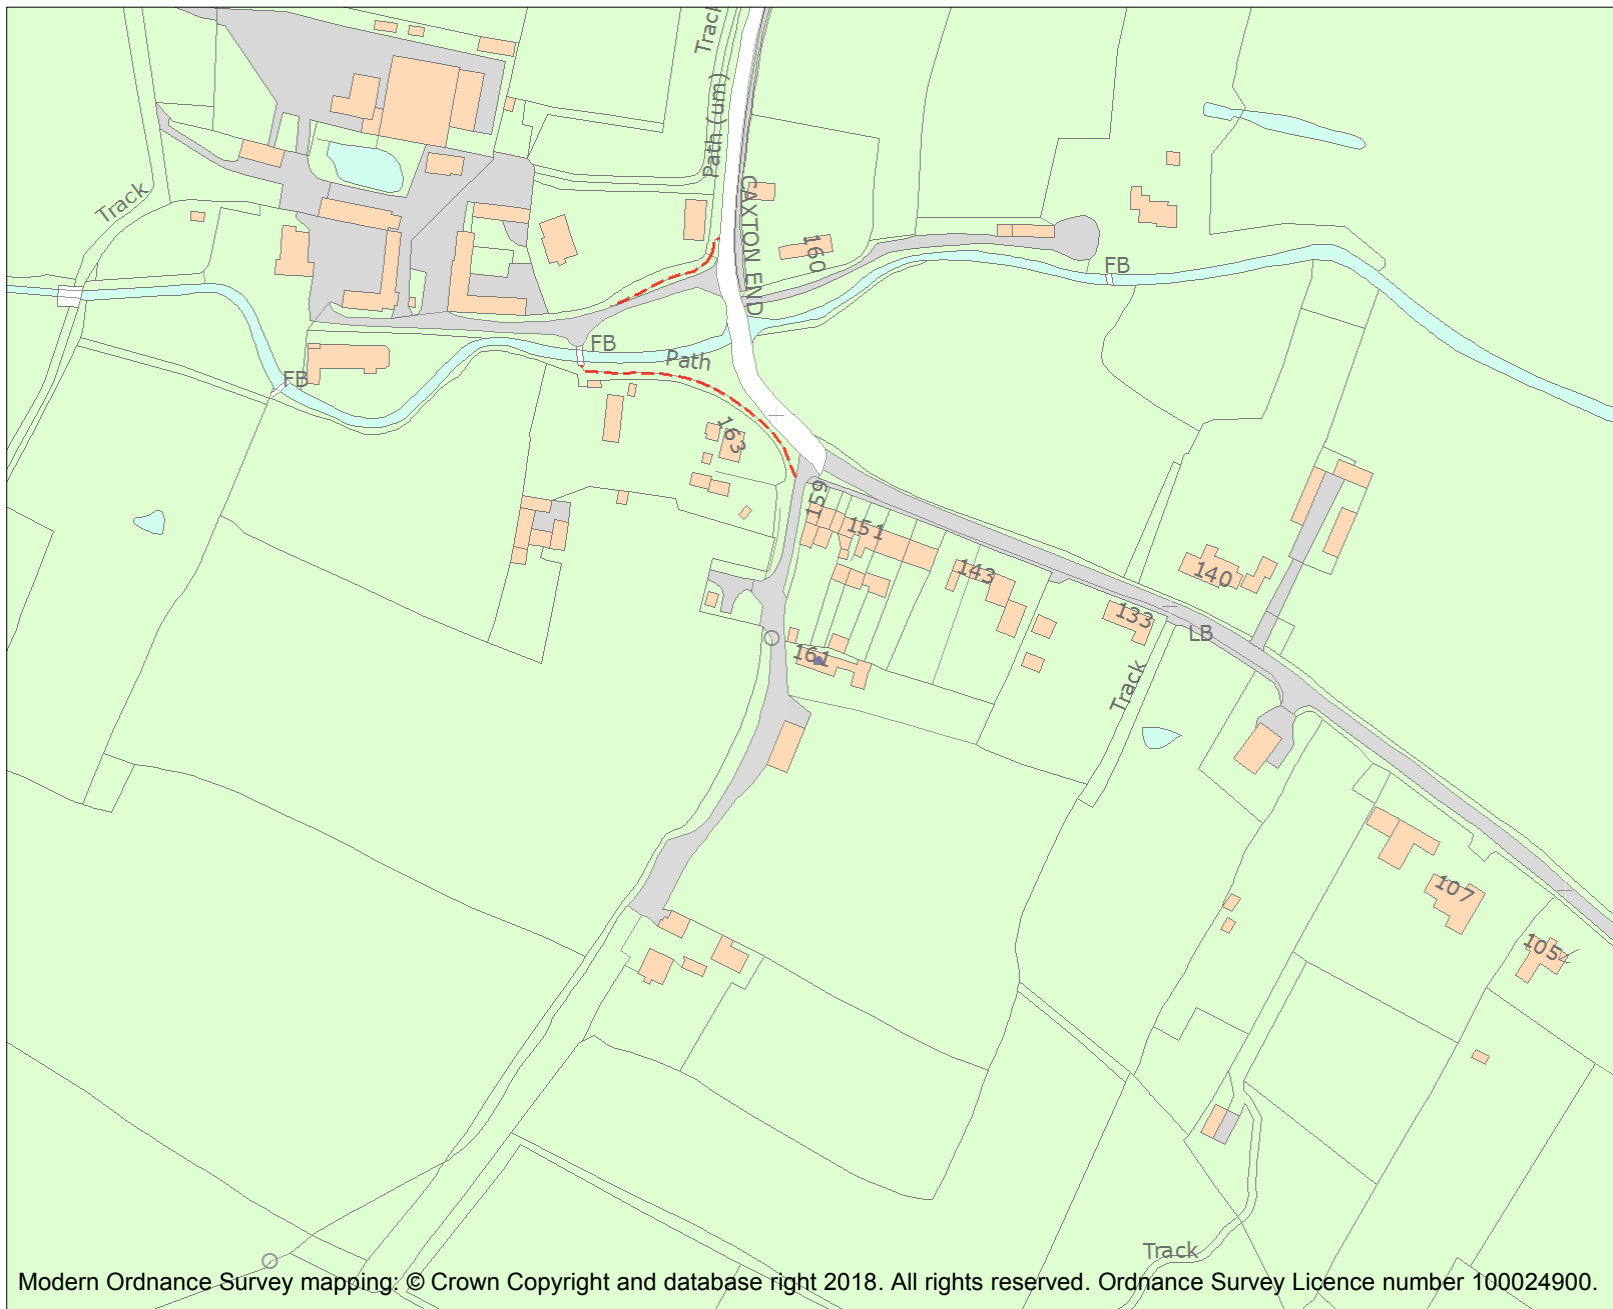 Track
Path (um)
Track
CAXTON END
160
FB
FB
Path
FB
163
159
151
143
140
133
LB
161
Track
107
105
Track
Modern Ordnance Survey mapping: © Crown Copyright and database right 2018. All rights reserved. Ordnance Survey Licence number 100024900.